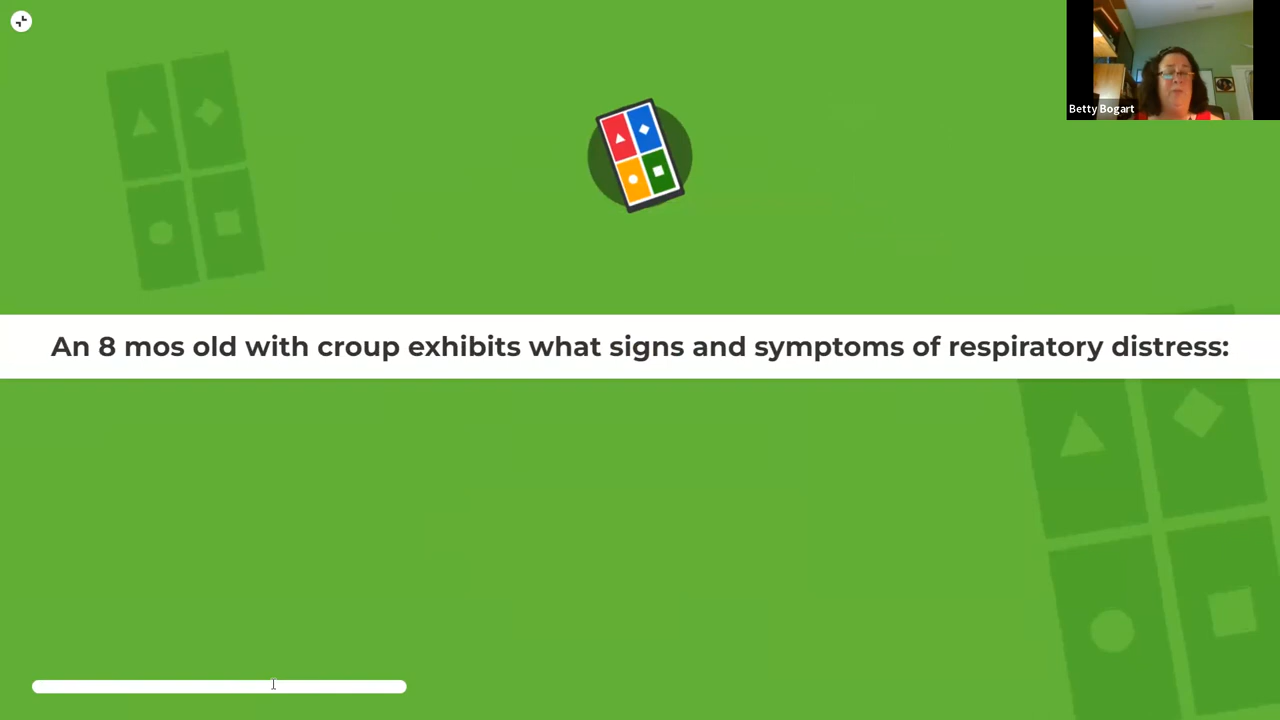 Betty Bogart
An 8 mos old with croup exhibits what signs and symptoms of respiratory distress: